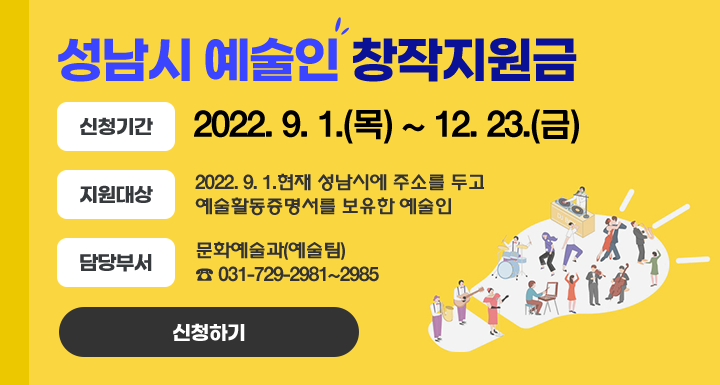 성남시 예술인 창작지원금
신청기간 2022. 9. 1.(목) ~ 12. 23.(금)
지원대상 2022. 9. 1.현재 성남시에 주소를 두고
예술활동증명서를 보유한 예술인
담당부서 문화예술과(예술팀)
☎ 031-729-2981~2985
신청하기